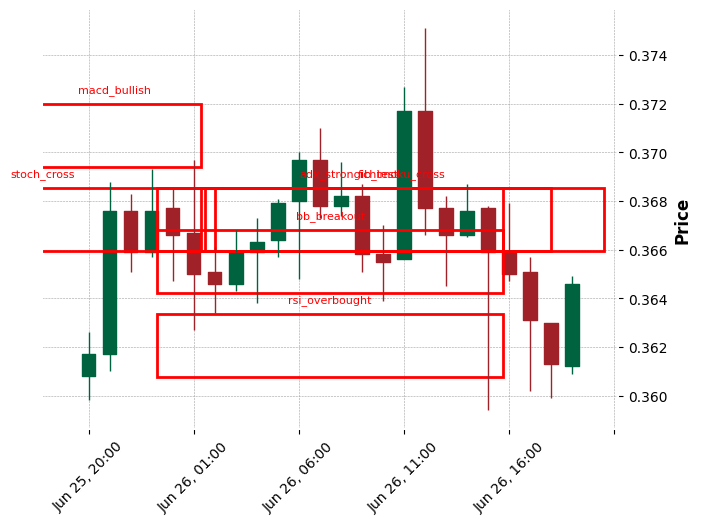 macd_bullish
stoch_cross
bb_breakout
rsi_overbought
0.374
0.372
0.370
0.368
0.366
0.364
0.362
0.360
Price
Jun 25, 20:00
Jun 26, 01:00
Jun 26, 06:00
Jun 26, 11:00
Jun 26, 16:00